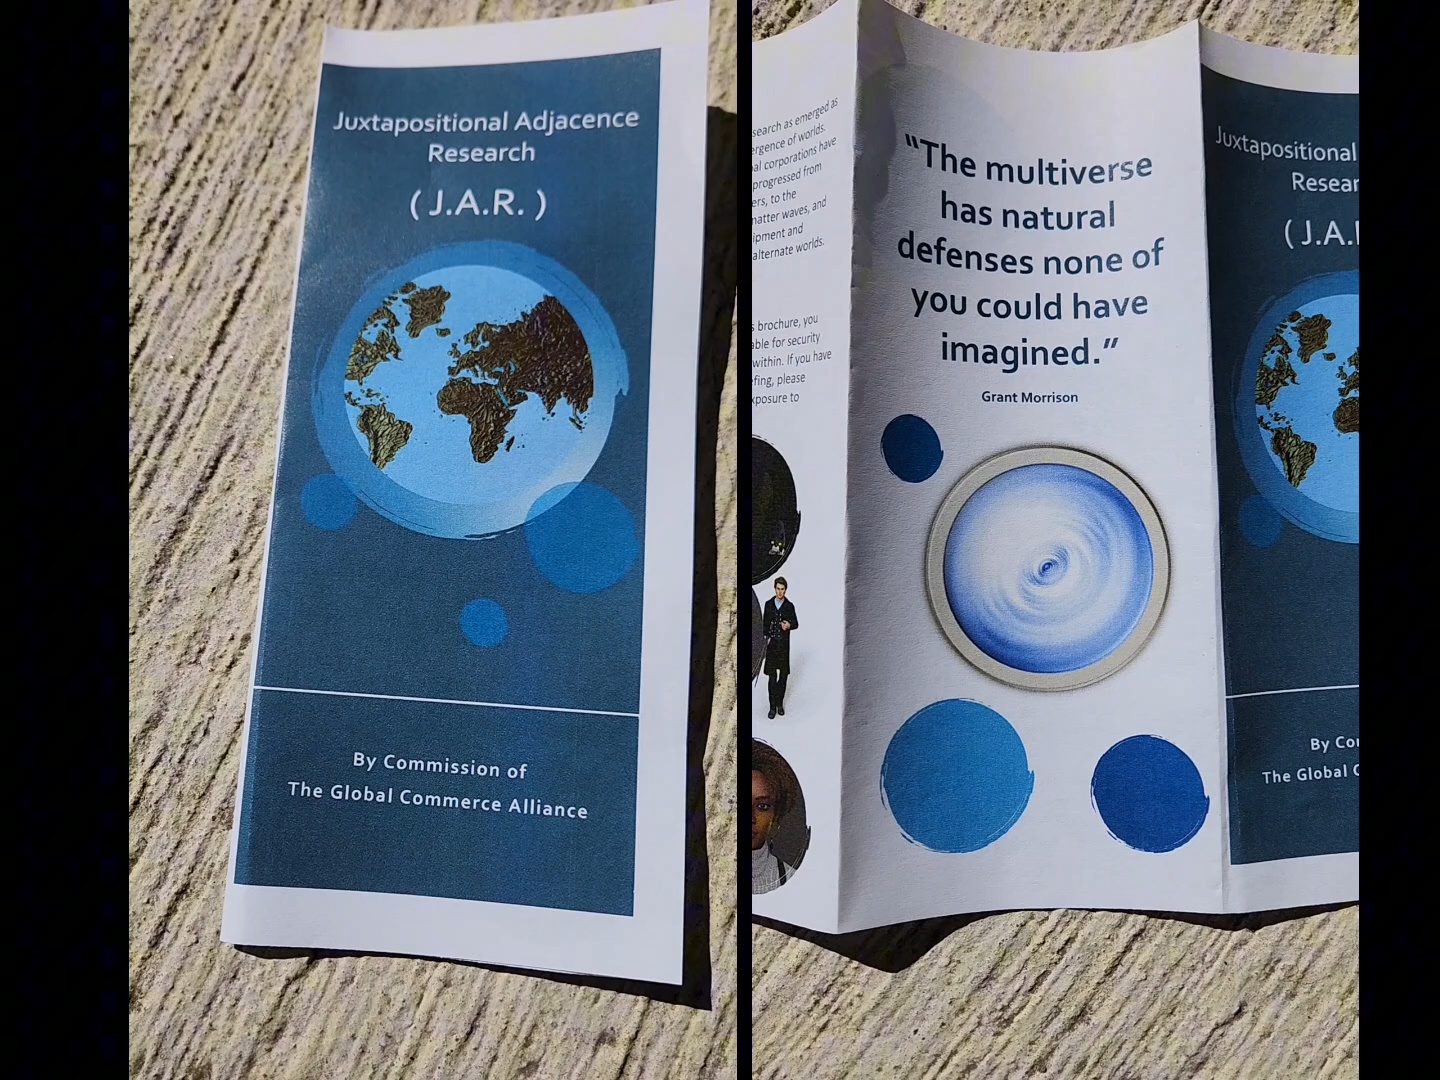 Juxtapositional Adjacence
Research
( J.A.R. )
By Commission of
The Global Commerce Alliance
search as emerged as
ergence of worlds.
al corporations have
progressed from
ers, to the
matter waves, and
ipment and
alternate worlds.
s brochure, you
able for security
within. If you have
efing, please
xposure to
“The multiverse
has natural
defenses none of
you could have
imagined.”
Grant Morrison
Juxtapositional
Resear
( J.A.
By Co
The Global C